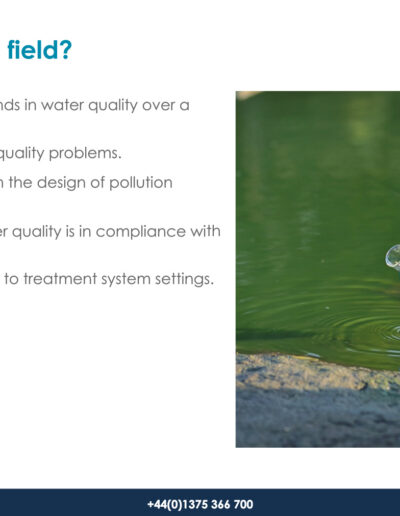 field?
nds in water quality over a
quality problems.
the design of pollution
er quality is in compliance with
to treatment system settings.
+44(0)1375 366 700